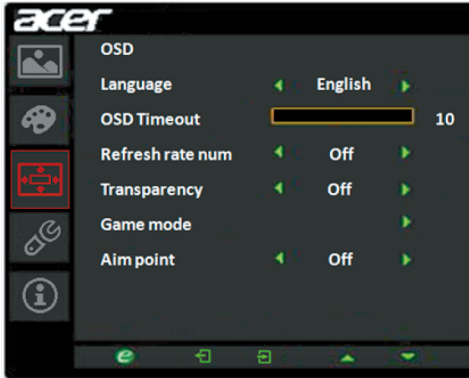 acer
OSD
Language English
OSD Timeout 10
Refresh rate num Off
Transparency Off
Game mode
Aim point Off